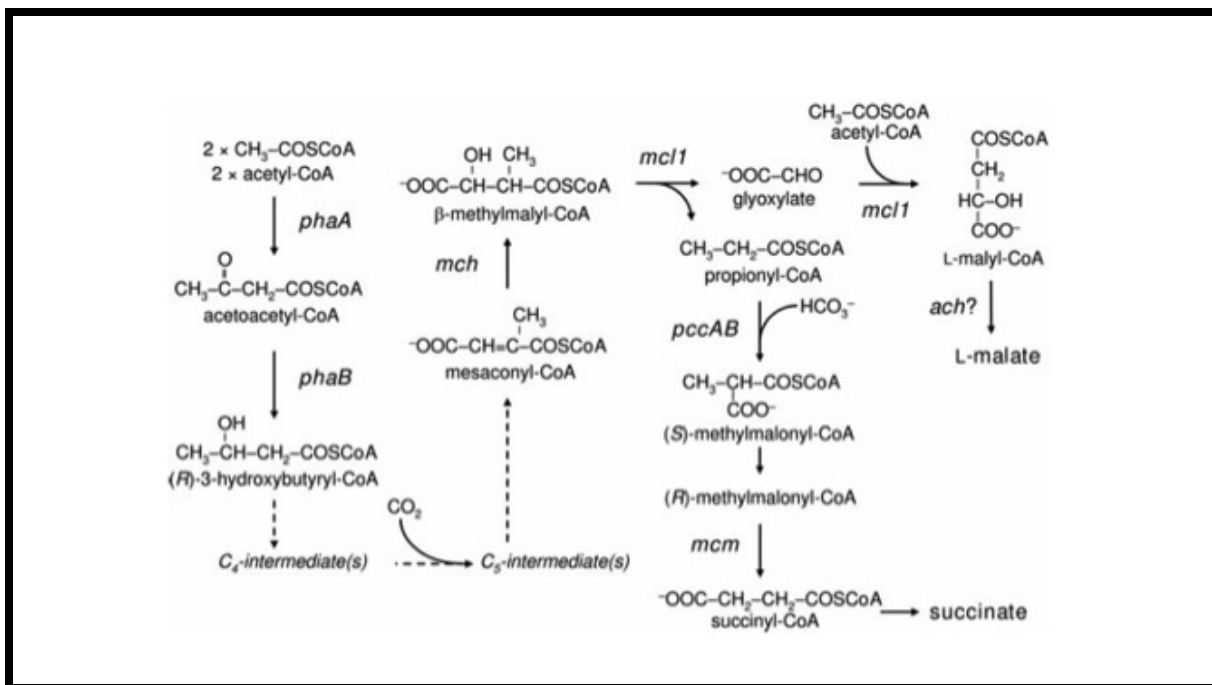 2 × CH₃–COSCoA
2 × acetyl-CoA
phaA
O
CH₃–C–CH₂–COSCoA
acetoacetyl-CoA
phaB
OH
CH₃–CH–CH₂–COSCoA
(R)-3-hydroxybutyryl-CoA
C₄-intermediate(s)
CO₂
C₅-intermediate(s)
CH₃
⁻OOC–CH=C–COSCoA
mesaconyl-CoA
mch
OH CH₃
⁻OOC–CH–CH–COSCoA
β-methylmalyl-CoA
mcl1
⁻OOC–CHO
glyoxylate
CH₃–CH₂–COSCoA
propionyl-CoA
pccAB
HCO₃⁻
CH₃–CH–COSCoA
COO⁻
(S)-methylmalonyl-CoA
(R)-methylmalonyl-CoA
mcm
⁻OOC–CH₂–CH₂–COSCoA
succinyl-CoA
succinate
CH₃–COSCoA
acetyl-CoA
mcl1
COSCoA
CH₂
HC–OH
COO⁻
L-malyl-CoA
ach?
L-malate